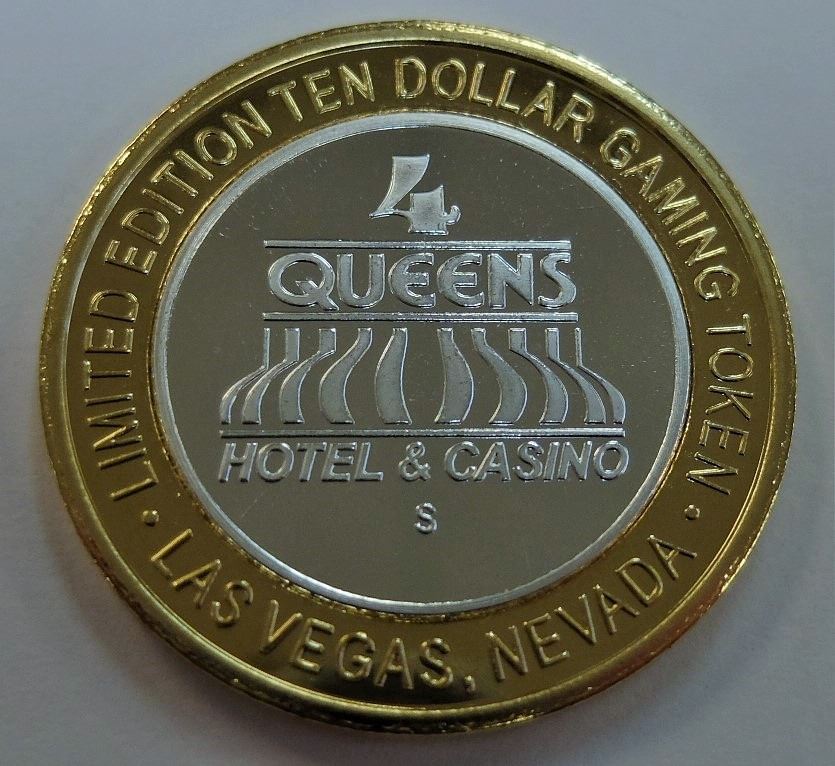 LIMITED EDITION TEN DOLLAR GAMING TOKEN
4
QUEENS
HOTEL & CASINO
S
• LAS VEGAS, NEVADA •